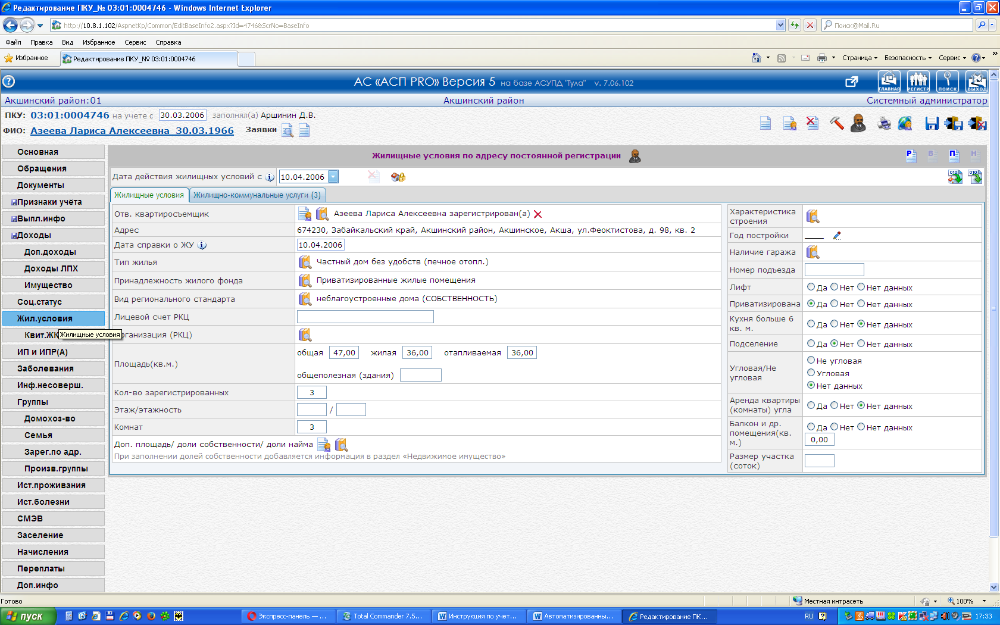 Редактирование ПКУ_№ 03:01:0004746 - Windows Internet Explorer
http://10.8.1.102/AspnetKp/Common/EditBaseInfo2.aspx?Id=4746&ScrNo=BaseInfo
Поиск@Mail.Ru
Файл Правка Вид Избранное Сервис Справка
Избранное Редактирование ПКУ_№ 03:01:0004746 Страница Безопасность Сервис
АС «АСП PRO» Версия 5 на базе АСУПД "Тула" v. 7.06.102 ГЛАВНАЯ РЕГИСТР ПОИСК ВЫХОД
Акшинский район:01 Акшинский район Системный администратор
ПКУ: 03:01:0004746 на учете с 30.03.2006 заполнял(а) Аршинин Д.В.
ФИО: Азеева Лариса Алексеевна 30.03.1966 Заявки
Основная
Обращения
Документы
Признаки учёта
Выпл.инфо
Доходы
Доп.доходы
Доходы ЛПХ
Имущество
Соц.статус
Жил.условия
Квит.ЖК
Жилищные условия
ИП и ИПР(А)
Заболевания
Инф.несоверш.
Группы
Домохоз-во
Семья
Зарег.по адр.
Произв.группы
Ист.проживания
Ист.болезни
СМЭВ
Заселение
Начисления
Переплаты
Доп.инфо
Жилищные условия по адресу постоянной регистрации
Р В П Н
Дата действия жилищных условий с 10.04.2006
Жилищные условия Жилищно-коммунальные услуги (3)
Отв. квартиросъемщик Азеева Лариса Алексеевна зарегистрирован(а)
Адрес 674230, Забайкальский край, Акшинский район, Акшинское, Акша, ул.Феоктистова, д. 98, кв. 2
Дата справки о ЖУ 10.04.2006
Тип жилья Частный дом без удобств (печное отопл.)
Принадлежность жилого фонда Приватизированные жилые помещения
Вид регионального стандарта неблагоустроенные дома (СОБСТВЕННОСТЬ)
Лицевой счет РКЦ
рганизация (РКЦ)
Площадь(кв.м.) общая 47,00 жилая 36,00 отапливаемая 36,00
общеполезная (здания)
Кол-во зарегистрированных 3
Этаж/этажность /
Комнат 3
Доп. площадь/ доли собственности/ доли найма
При заполнении долей собственности добавляется информация в раздел «Недвижимое имущество»
Характеристика
строения
Год постройки
Наличие гаража
Номер подъезда
Лифт Да Нет Нет данных
Приватизирована Да Нет Нет данных
Кухня больше 6
кв. м. Да Нет Нет данных
Подселение Да Нет Нет данных
Угловая/Не
угловая
Не угловая
Угловая
Нет данных
Аренда квартиры
(комнаты) угла Да Нет Нет данных
Балкон и др.
помещения(кв.
м.) Да Нет Нет данных
0,00
Размер участка
(соток)
Готово Местная интрасеть 100%
пуск Экспресс-панель — ... Total Commander 7.5... Инструкция по учет... Автоматизированны... Редактирование ПК... RU 17:33